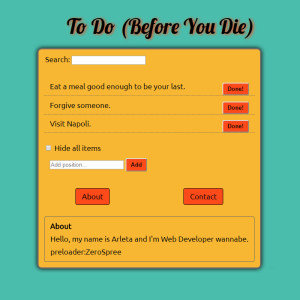 To Do (Before You Die)
Search:
Eat a meal good enough to be your last.
Done!
Forgive someone.
Done!
Visit Napoli.
Done!
Hide all items
Add position...
Add
About
Contact
About
Hello, my name is Arleta and I'm Web Developer wannabe.
preloader:ZeroSpree